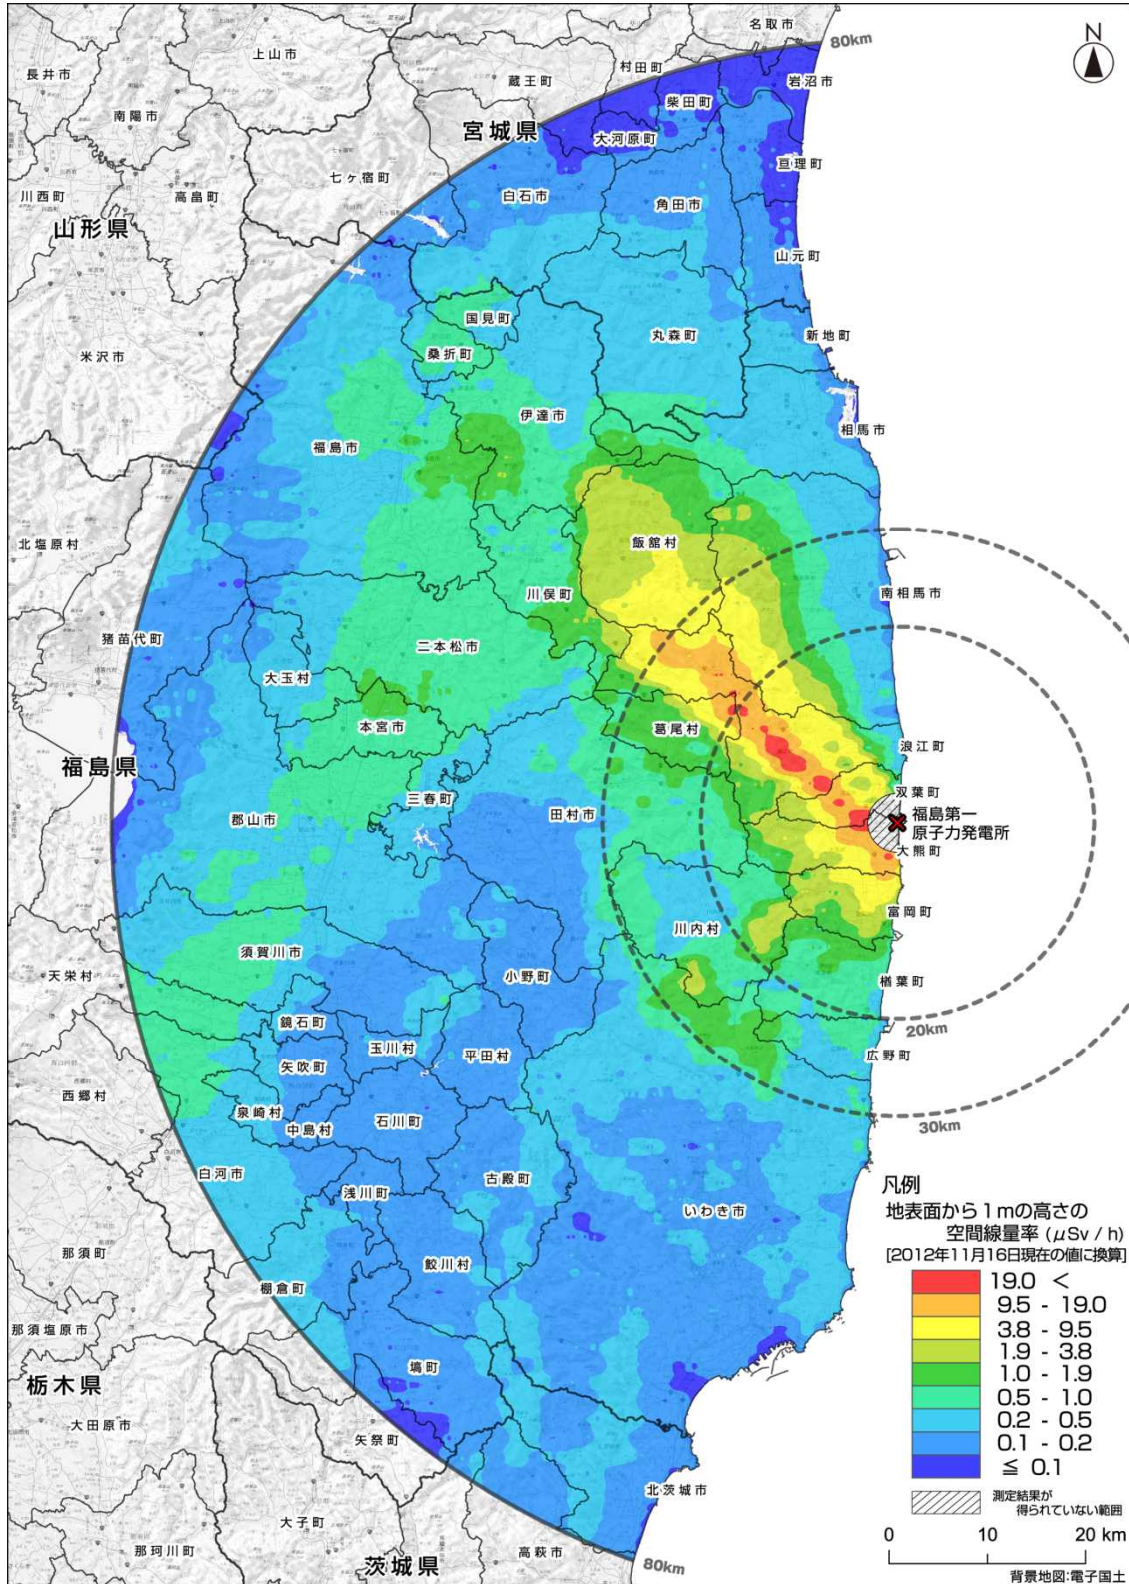 名取市
80km
N
上山市
村田町
長井市
蔵王町
岩沼市
柴田町
南陽市
宮城県
大河原町
亘理町
七ヶ宿町
川西町
高畠町
白石市
角田市
山形県
山元町
国見町
新地町
丸森町
米沢市
桑折町
伊達市
相馬市
福島市
北塩原村
飯舘村
川俣町
南相馬市
猪苗代町
二本松市
大玉村
本宮市
葛尾村
浪江町
福島県
双葉町
三春町
田村市
郡山市
福島第一
原子力発電所
大熊町
富岡町
川内村
須賀川市
天栄村
小野町
楢葉町
鏡石町
20km
玉川村
平田村
広野町
矢吹町
西郷村
泉崎村
中島村
石川町
30km
白河市
古殿町
浅川町
いわき市
那須町
鮫川村
棚倉町
那須塩原市
塙町
栃木県
大田原市
矢祭町
北茨城市
大子町
那珂川町
高萩市
茨城県
80km
凡例
地表面から1mの高さの
空間線量率 (μSv / h)
[2012年11月16日現在の値に換算]
19.0 <
9.5 - 19.0
3.8 - 9.5
1.9 - 3.8
1.0 - 1.9
0.5 - 1.0
0.2 - 0.5
0.1 - 0.2
≦ 0.1
測定結果が
得られていない範囲
0 10 20 km
背景地図:電子国土